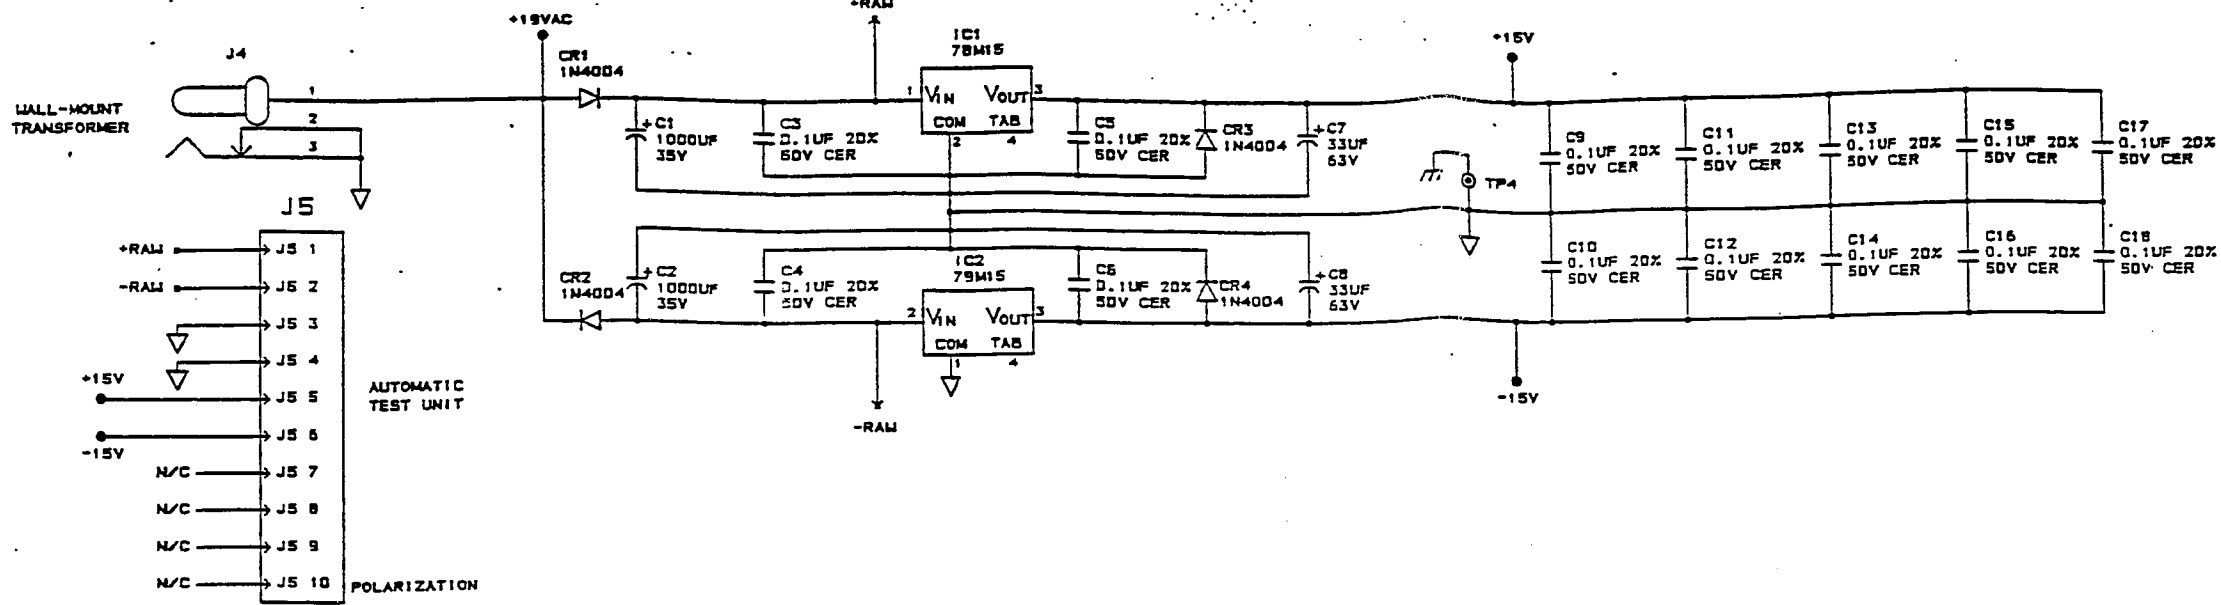 +RAW
+19VAC
IC1
78M15
+15V
J4
CR1
1N4004
WALL-MOUNT
TRANSFORMER
1
2
3
1
VIN
VOUT
3
COM
TAB
2
4
+
C1
1000UF
35V
C3
0.1UF 20%
50V CER
C5
0.1UF 20%
50V CER
CR3
1N4004
+
C7
33UF
63V
C9
0.1UF 20%
50V CER
C11
0.1UF 20%
50V CER
C13
0.1UF 20%
50V CER
C15
0.1UF 20%
50V CER
C17
0.1UF 20%
50V CER
TP4
J5
+RAW
J5 1
-RAW
J5 2
J5 3
J5 4
+15V
J5 5
J5 6
-15V
N/C
J5 7
N/C
J5 8
N/C
J5 9
N/C
J5 10
POLARIZATION
AUTOMATIC
TEST UNIT
CR2
1N4004
+
C2
1000UF
35V
C4
0.1UF 20%
50V CER
IC2
79M15
C6
0.1UF 20%
50V CER
CR4
1N4004
+
C8
33UF
63V
2
VIN
VOUT
3
COM
TAB
1
4
-RAW
-15V
C10
0.1UF 20%
50V CER
C12
0.1UF 20%
50V CER
C14
0.1UF 20%
50V CER
C16
0.1UF 20%
50V CER
C18
0.1UF 20%
50V CER